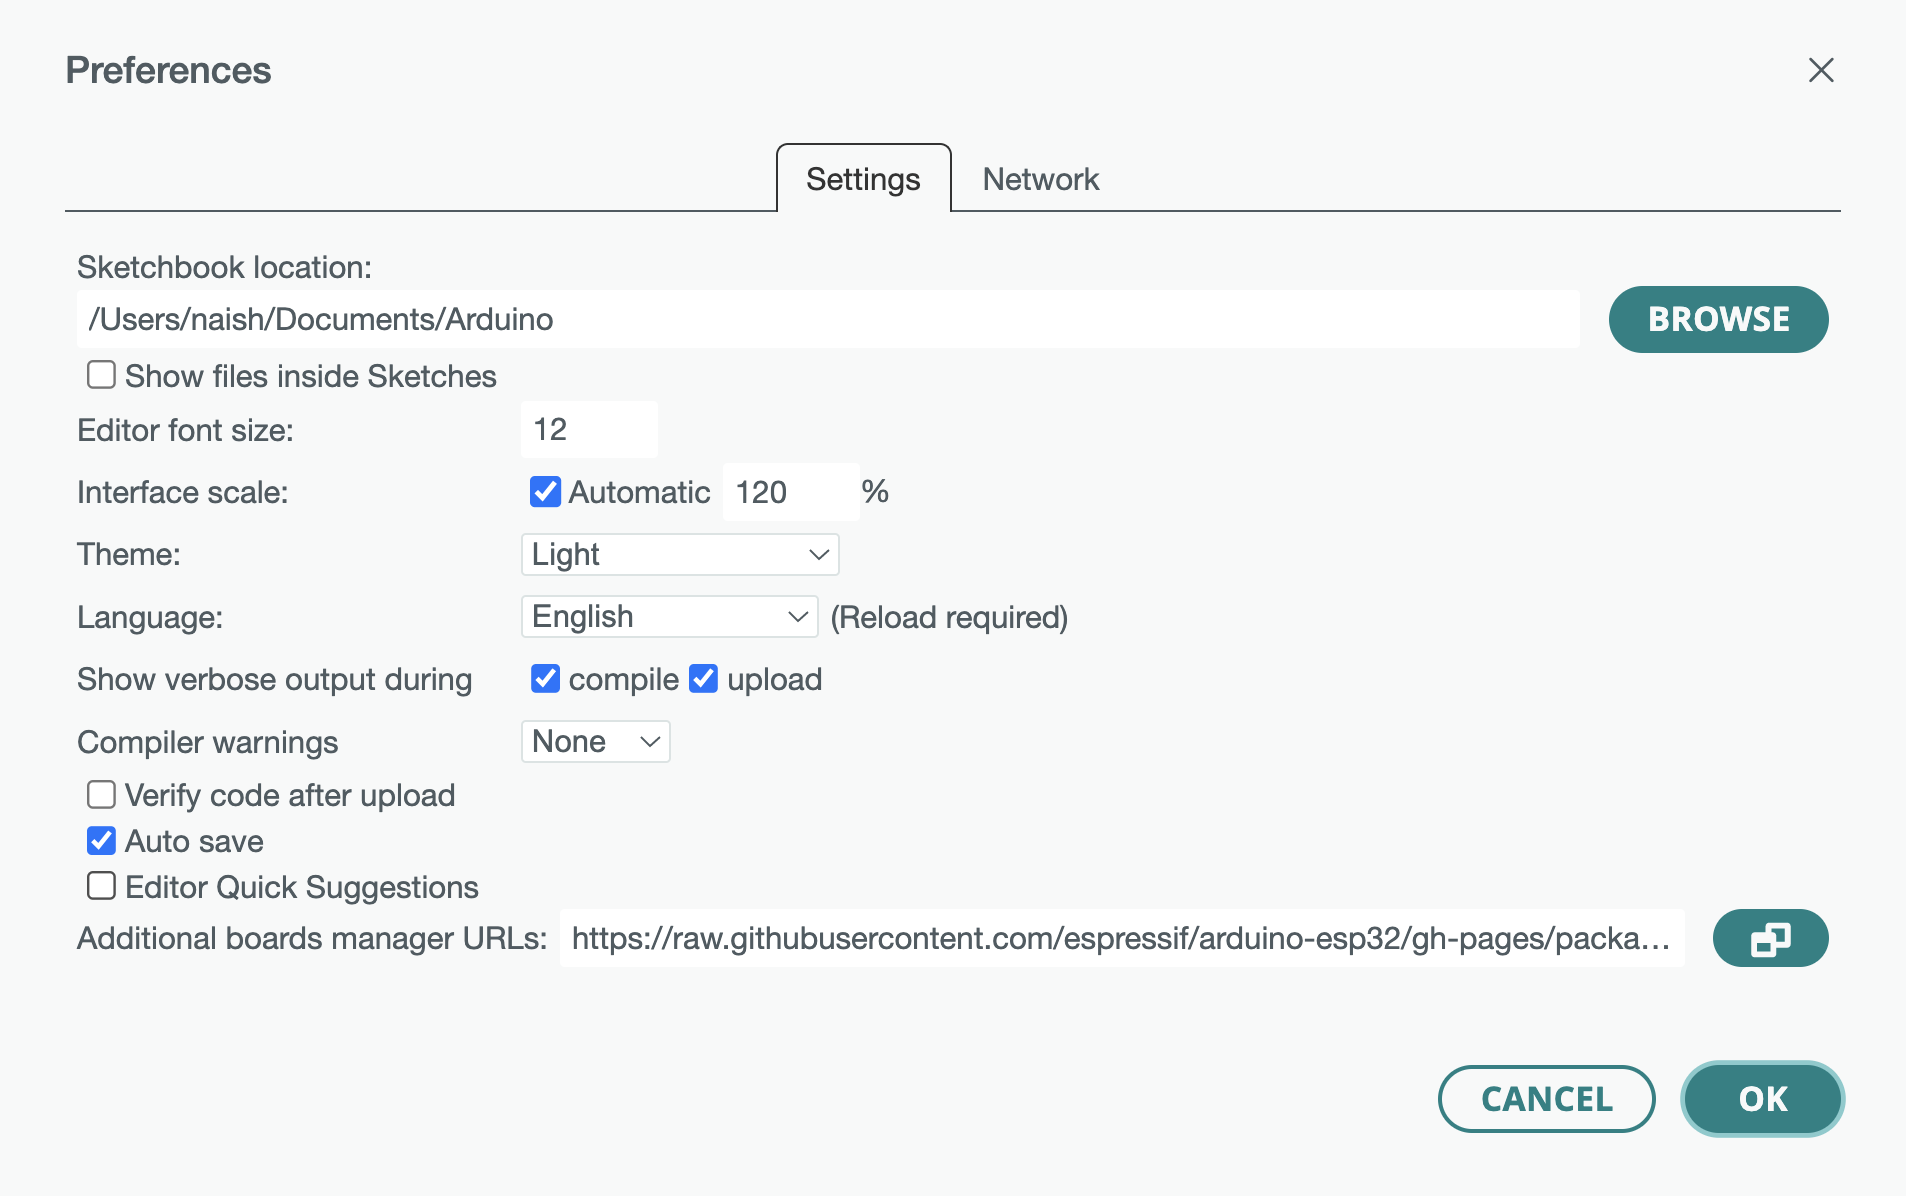 Preferences
Settings Network
Sketchbook location:
/Users/naish/Documents/Arduino
BROWSE
Show files inside Sketches
Editor font size: 12
Interface scale: Automatic 120 %
Theme: Light
Language: English (Reload required)
Show verbose output during compile upload
Compiler warnings None
Verify code after upload
Auto save
Editor Quick Suggestions
Additional boards manager URLs: https://raw.githubusercontent.com/espressif/arduino-esp32/gh-pages/packa...
CANCEL OK